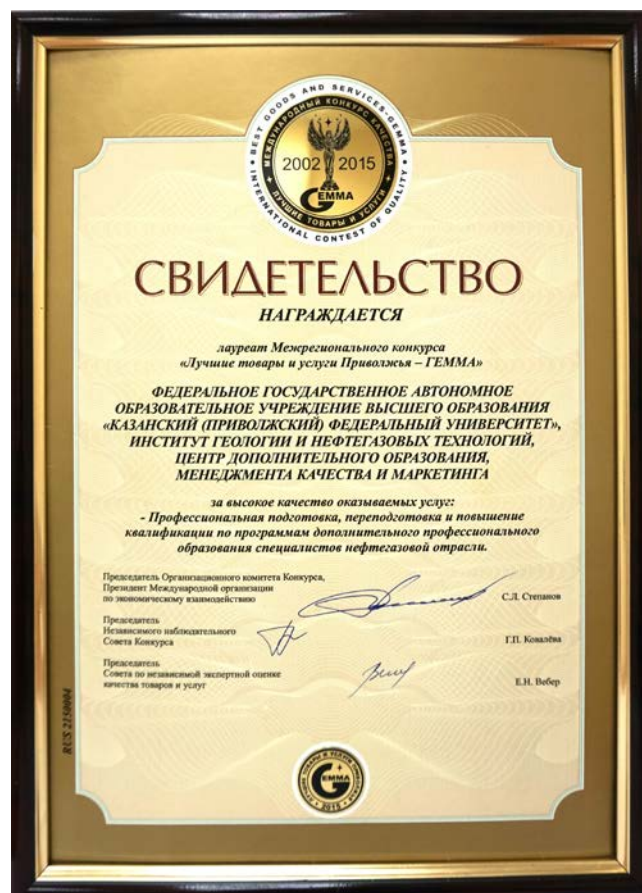 INTERNATIONAL CONTEST OF QUALITY • BEST GOODS AND SERVICES-GEMMA •
МЕЖДУНАРОДНЫЙ КОНКУРС КАЧЕСТВА
2002 2015
GEMMA
ЛУЧШИЕ ТОВАРЫ И УСЛУГИ
СВИДЕТЕЛЬСТВО
НАГРАЖДАЕТСЯ
лауреат Межрегионального конкурса
«Лучшие товары и услуги Приволжья – ГЕММА»
ФЕДЕРАЛЬНОЕ ГОСУДАРСТВЕННОЕ АВТОНОМНОЕ
ОБРАЗОВАТЕЛЬНОЕ УЧРЕЖДЕНИЕ ВЫСШЕГО ОБРАЗОВАНИЯ
«КАЗАНСКИЙ (ПРИВОЛЖСКИЙ) ФЕДЕРАЛЬНЫЙ УНИВЕРСИТЕТ»,
ИНСТИТУТ ГЕОЛОГИИ И НЕФТЕГАЗОВЫХ ТЕХНОЛОГИЙ,
ЦЕНТР ДОПОЛНИТЕЛЬНОГО ОБРАЗОВАНИЯ,
МЕНЕДЖМЕНТА КАЧЕСТВА И МАРКЕТИНГА
за высокое качество оказываемых услуг:
- Профессиональная подготовка, переподготовка и повышение
квалификации по программам дополнительного профессионального
образования специалистов нефтегазовой отрасли.
Председатель Организационного комитета Конкурса,
Президент Международной организации
по экономическому взаимодействию
С.Л. Степанов
Председатель
Независимого наблюдательного
Совета Конкурса
Г.П. Ковалёва
Председатель
Совета по независимой экспертной оценке
качества товаров и услуг
Е.Н. Вебер
RUS 2150004
ЛУЧШИЕ ТОВАРЫ И УСЛУГИ ПРИВОЛЖЬЯ
GEMMA
2015